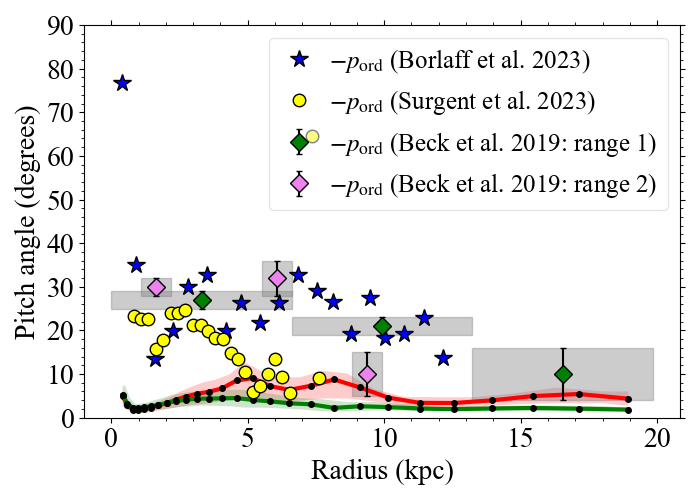 90
80
70
60
50
40
30
20
10
0
Pitch angle (degrees)
−p_ord (Borlaff et al. 2023)
−p_ord (Surgent et al. 2023)
−p_ord (Beck et al. 2019: range 1)
−p_ord (Beck et al. 2019: range 2)
0 5 10 15 20
Radius (kpc)